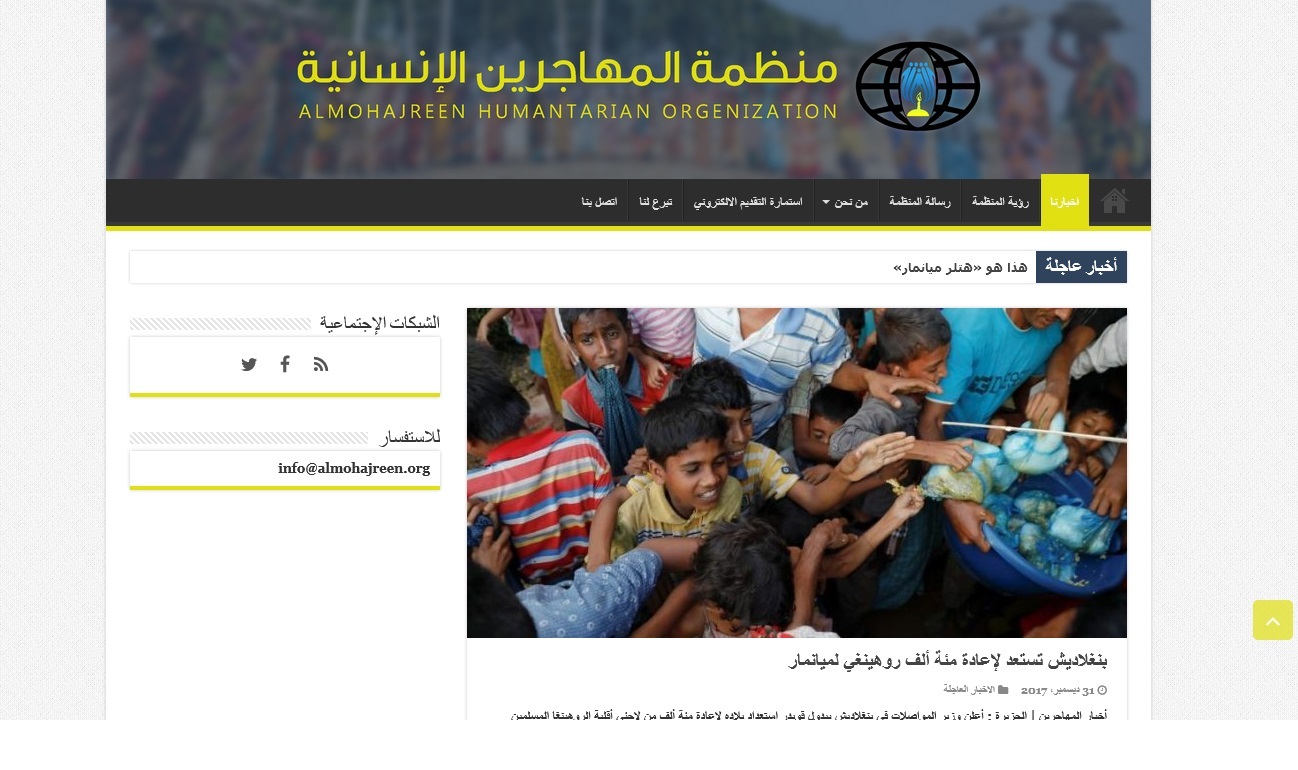 منظمة المهاجرين الإنسانية
ALMOHAJREEN HUMANTARIAN ORGENIZATION
اخبارنا
رؤية المنظمة
رسالة المنظمة
من نحن
استمارة التقديم الالكتروني
تبرع لنا
اتصل بنا
أخبار عاجلة
هذا هو «هتلر ميانمار»
بنغلاديش تستعد لإعادة مئة ألف روهينغي لميانمار
31 ديسمبر، 2017 الاخبار العاجلة
أخبار المهاجرين | الجزيرة : أعلن وزير المواصلات في بنغلاديش عبيدول قويدر استعداد بلاده لإعادة مئة ألف من لاجئي أقلية الروهينغا المسلمين
الشبكات الإجتماعية
للاستفسار
info@almohajreen.org